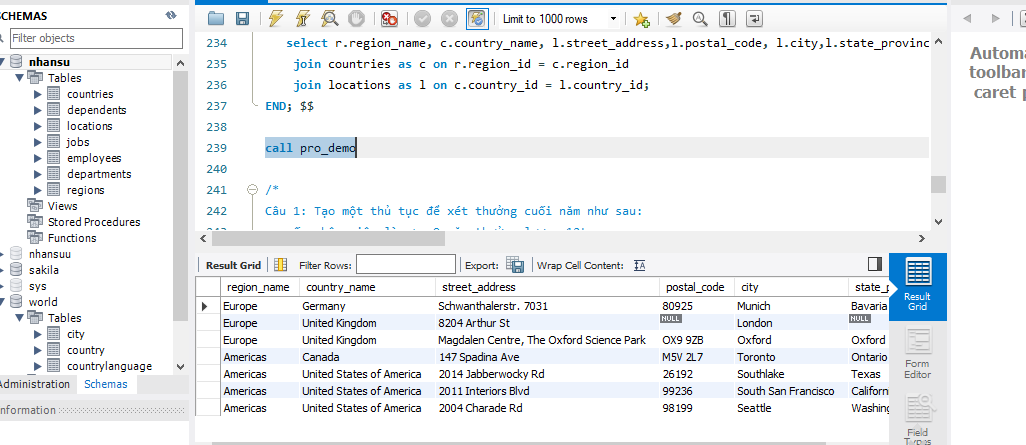 SCHEMAS
Filter objects
nhansu
Tables
countries
dependents
locations
jobs
employees
departments
regions
Views
Stored Procedures
Functions
nhansuu
sakila
sys
world
Tables
city
country
countrylanguage
Administration Schemas
Information
Limit to 1000 rows
234 select r.region_name, c.country_name, l.street_address,l.postal_code, l.city,l.state_provinc
235 join countries as c on r.region_id = c.region_id
236 join locations as l on c.country_id = l.country_id;
237 END; $$
238
239 call pro_demo
240
241 /*
242 Câu 1: Tạo một thủ tục để xét thưởng cuối năm như sau:
Result Grid Filter Rows: Export: Wrap Cell Content:
region_name country_name street_address postal_code city state_p
Europe Germany Schwanthalerstr. 7031 80925 Munich Bavaria
Europe United Kingdom 8204 Arthur St NULL London NULL
Europe United Kingdom Magdalen Centre, The Oxford Science Park OX9 9ZB Oxford Oxford
Americas Canada 147 Spadina Ave M5V 2L7 Toronto Ontario
Americas United States of America 2014 Jabberwocky Rd 26192 Southlake Texas
Americas United States of America 2011 Interiors Blvd 99236 South San Francisco Californ
Americas United States of America 2004 Charade Rd 98199 Seattle Washing
Result
Grid
Form
Editor
Field
Types
Automa
toolbar
caret p